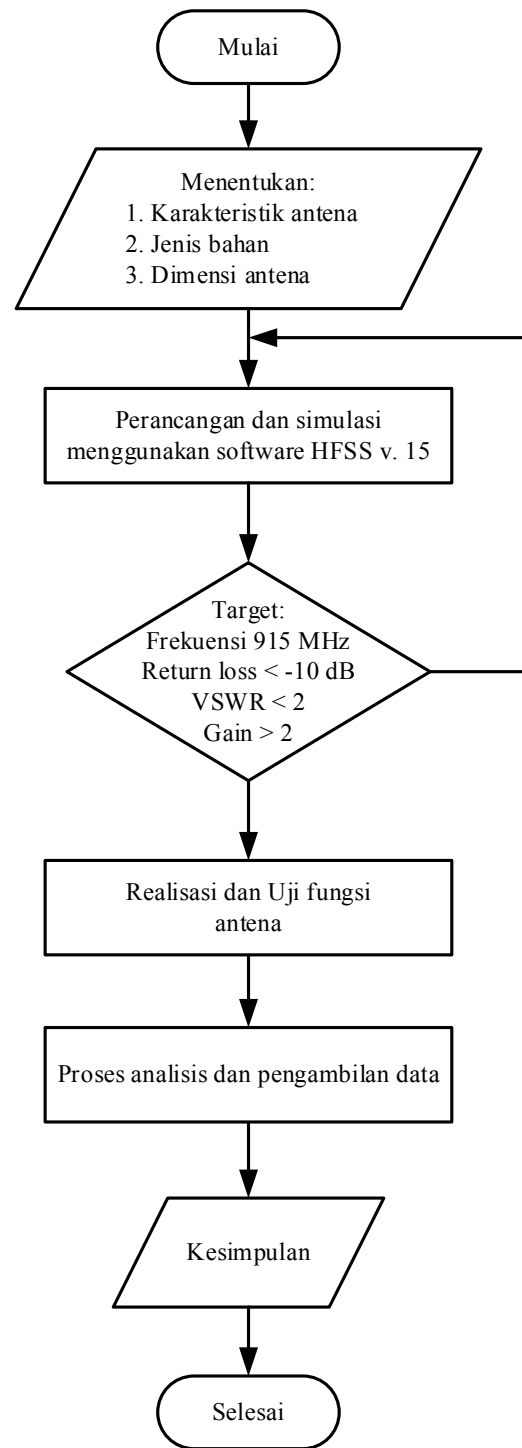 Mulai
Menentukan:
1. Karakteristik antena
2. Jenis bahan
3. Dimensi antena
Perancangan dan simulasi
menggunakan software HFSS v. 15
Target:
Frekuensi 915 MHz
Return loss < -10 dB
VSWR < 2
Gain > 2
Realisasi dan Uji fungsi
antena
Proses analisis dan pengambilan data
Kesimpulan
Selesai